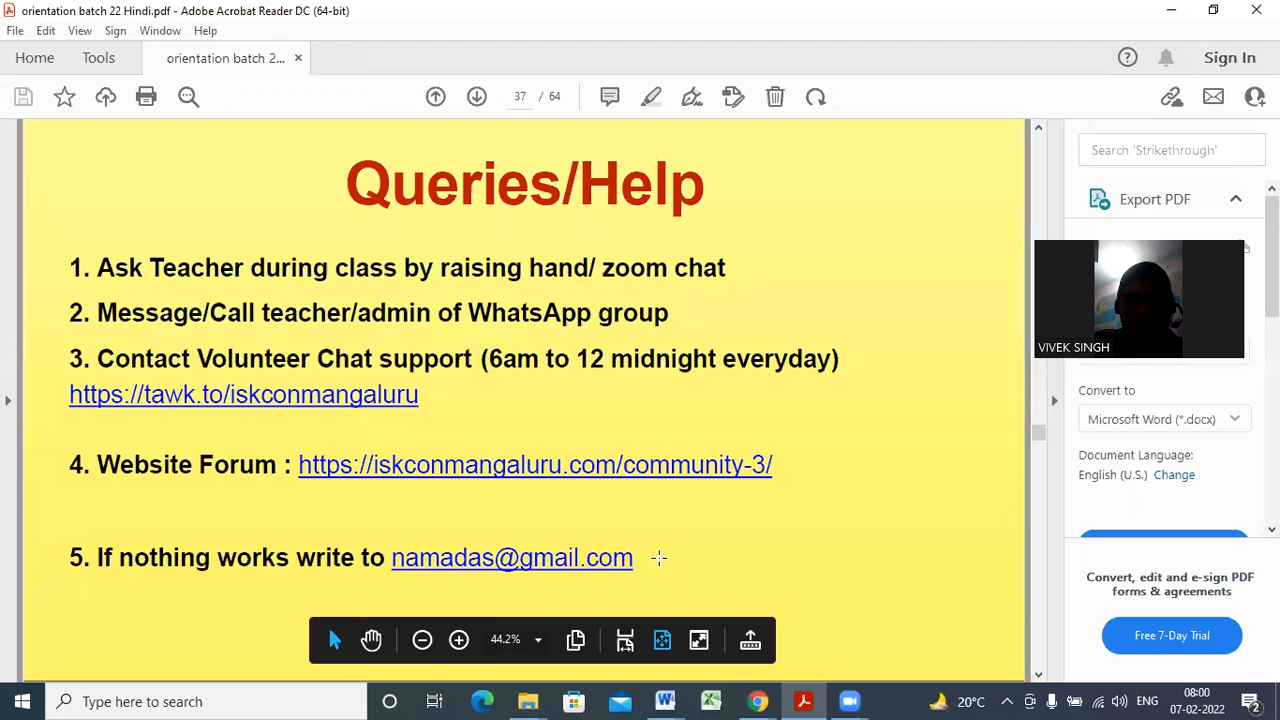 orientation batch 22 Hindi.pdf - Adobe Acrobat Reader DC (64-bit)
File Edit View Sign Window Help
Home Tools orientation batch 2... × Sign In
37 / 64
Search 'Strikethrough'
Export PDF
Queries/Help
1. Ask Teacher during class by raising hand/ zoom chat
2. Message/Call teacher/admin of WhatsApp group
3. Contact Volunteer Chat support (6am to 12 midnight everyday)
https://tawk.to/iskconmangaluru
4. Website Forum : https://iskconmangaluru.com/community-3/
5. If nothing works write to namadas@gmail.com
VIVEK SINGH
Convert to
Microsoft Word (*.docx)
Document Language:
English (U.S.) Change
Convert, edit and e-sign PDF
forms & agreements
Free 7-Day Trial
44.2%
Type here to search
20°C ENG
08:00
07-02-2022
2